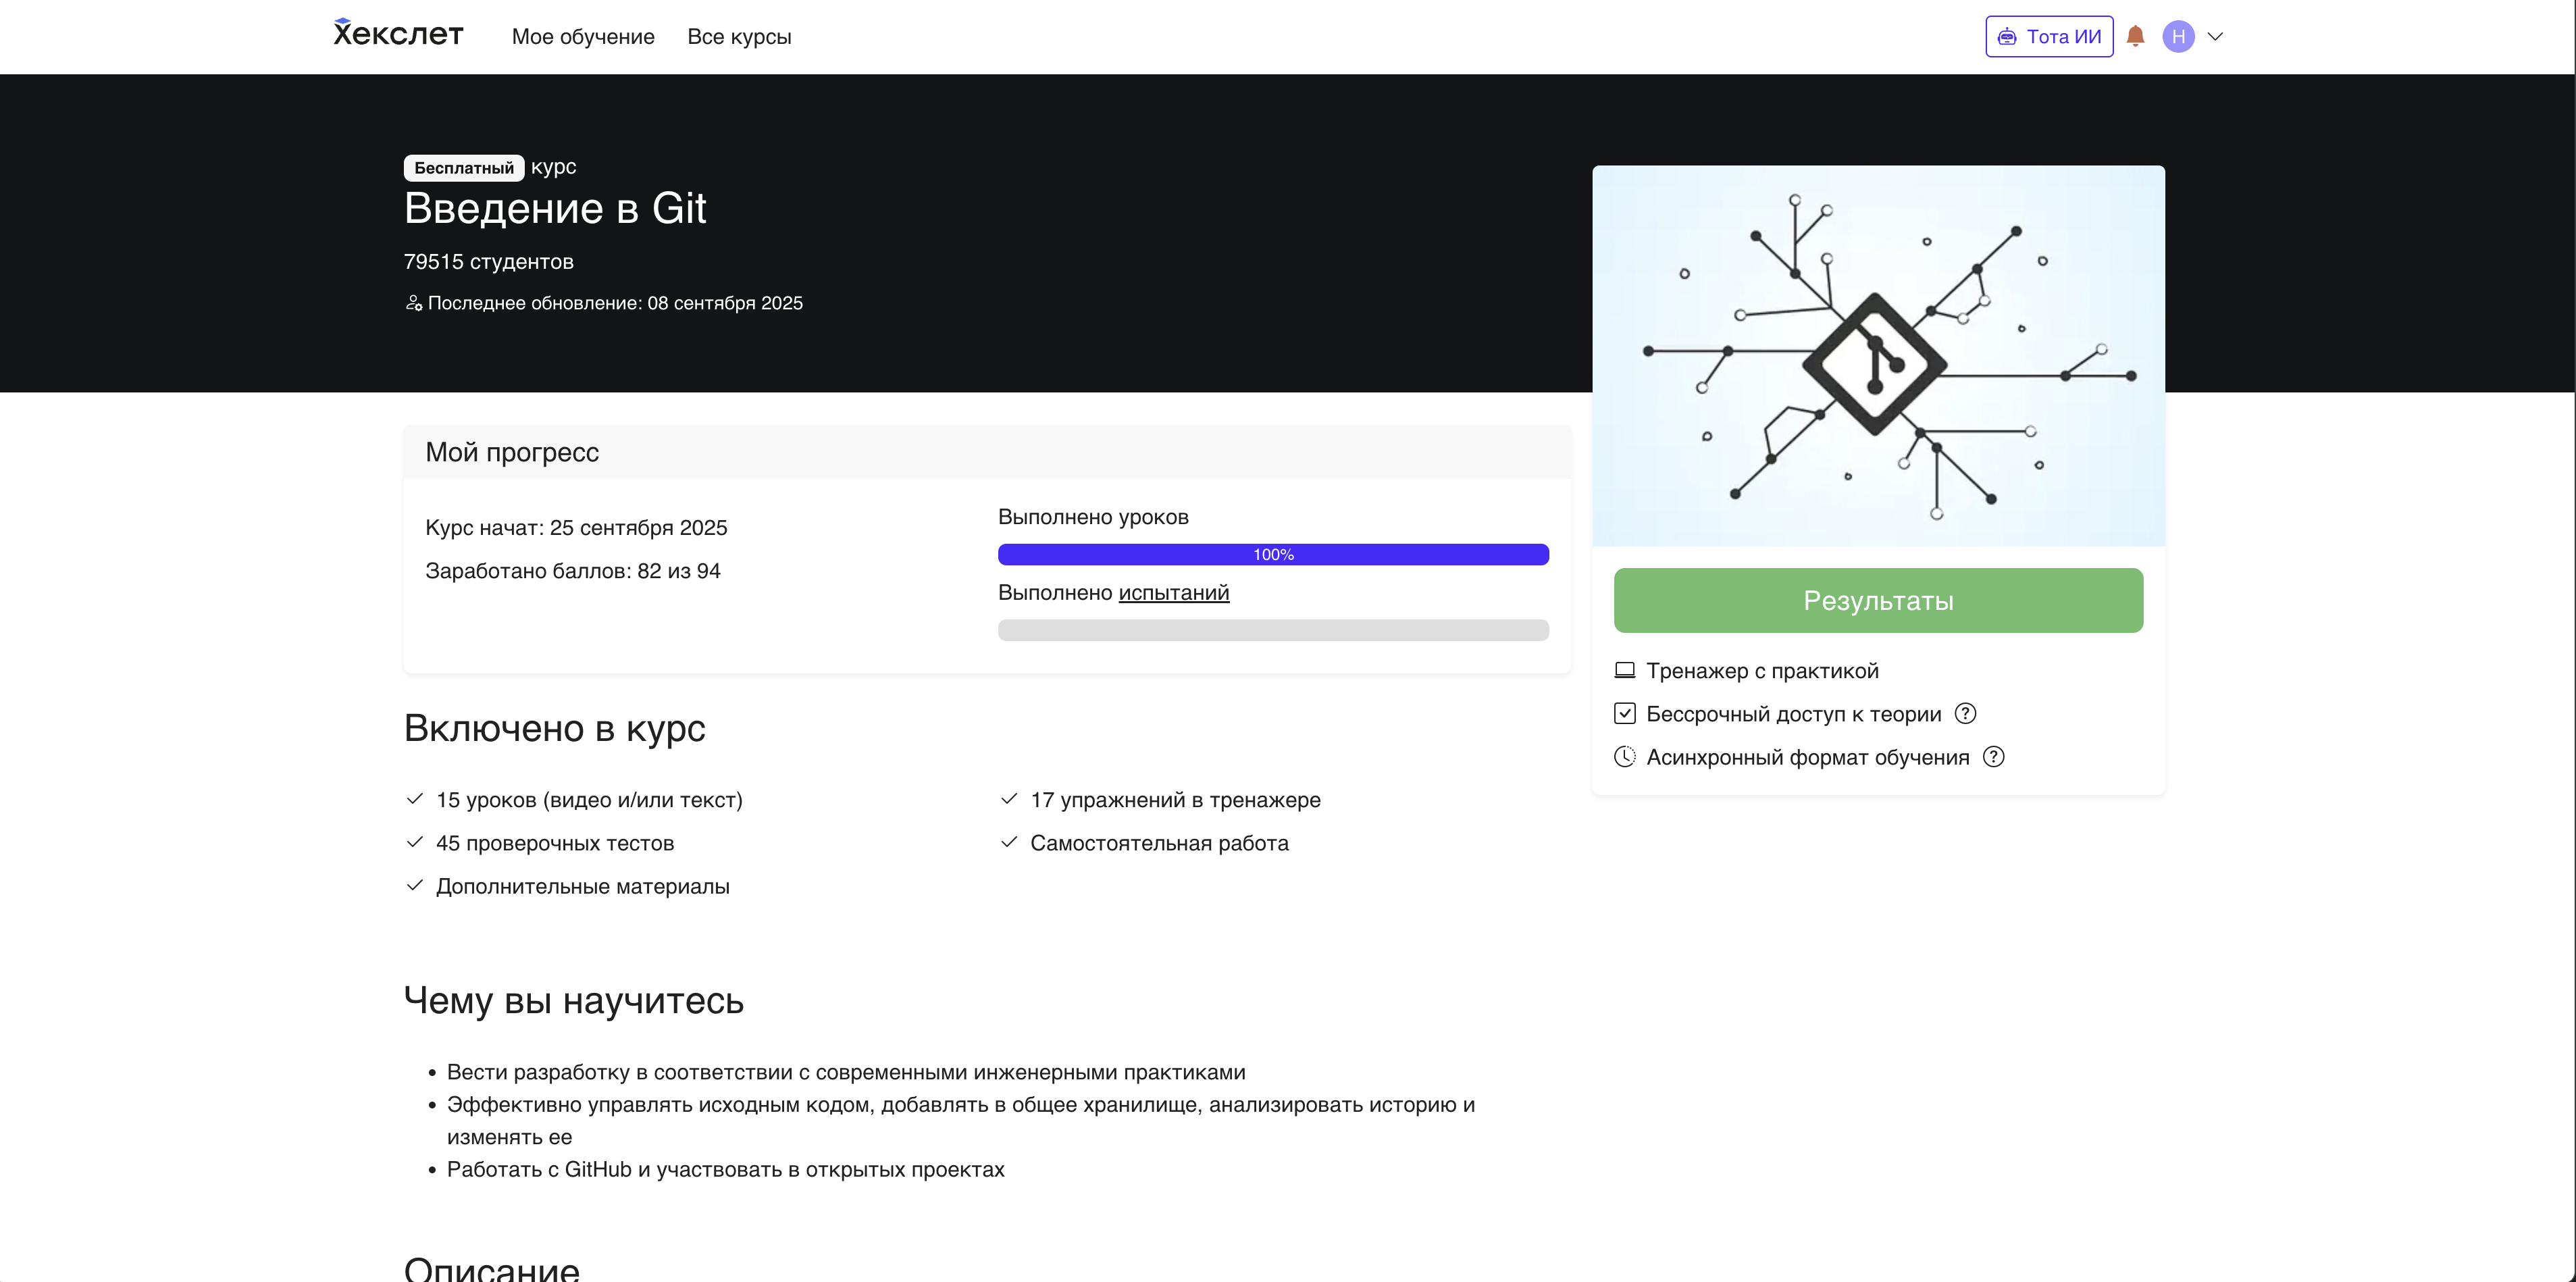 Хекслет
Мое обучение
Все курсы
Тота ИИ
H
Бесплатный курс
Введение в Git
79515 студентов
Последнее обновление: 08 сентября 2025
Мой прогресс
Курс начат: 25 сентября 2025
Заработано баллов: 82 из 94
Выполнено уроков
100%
Выполнено испытаний
Результаты
Тренажер с практикой
Бессрочный доступ к теории ?
Асинхронный формат обучения ?
Включено в курс
15 уроков (видео и/или текст)
17 упражнений в тренажере
45 проверочных тестов
Самостоятельная работа
Дополнительные материалы
Чему вы научитесь
• Вести разработку в соответствии с современными инженерными практиками
• Эффективно управлять исходным кодом, добавлять в общее хранилище, анализировать историю и
изменять ее
• Работать с GitHub и участвовать в открытых проектах
Описание